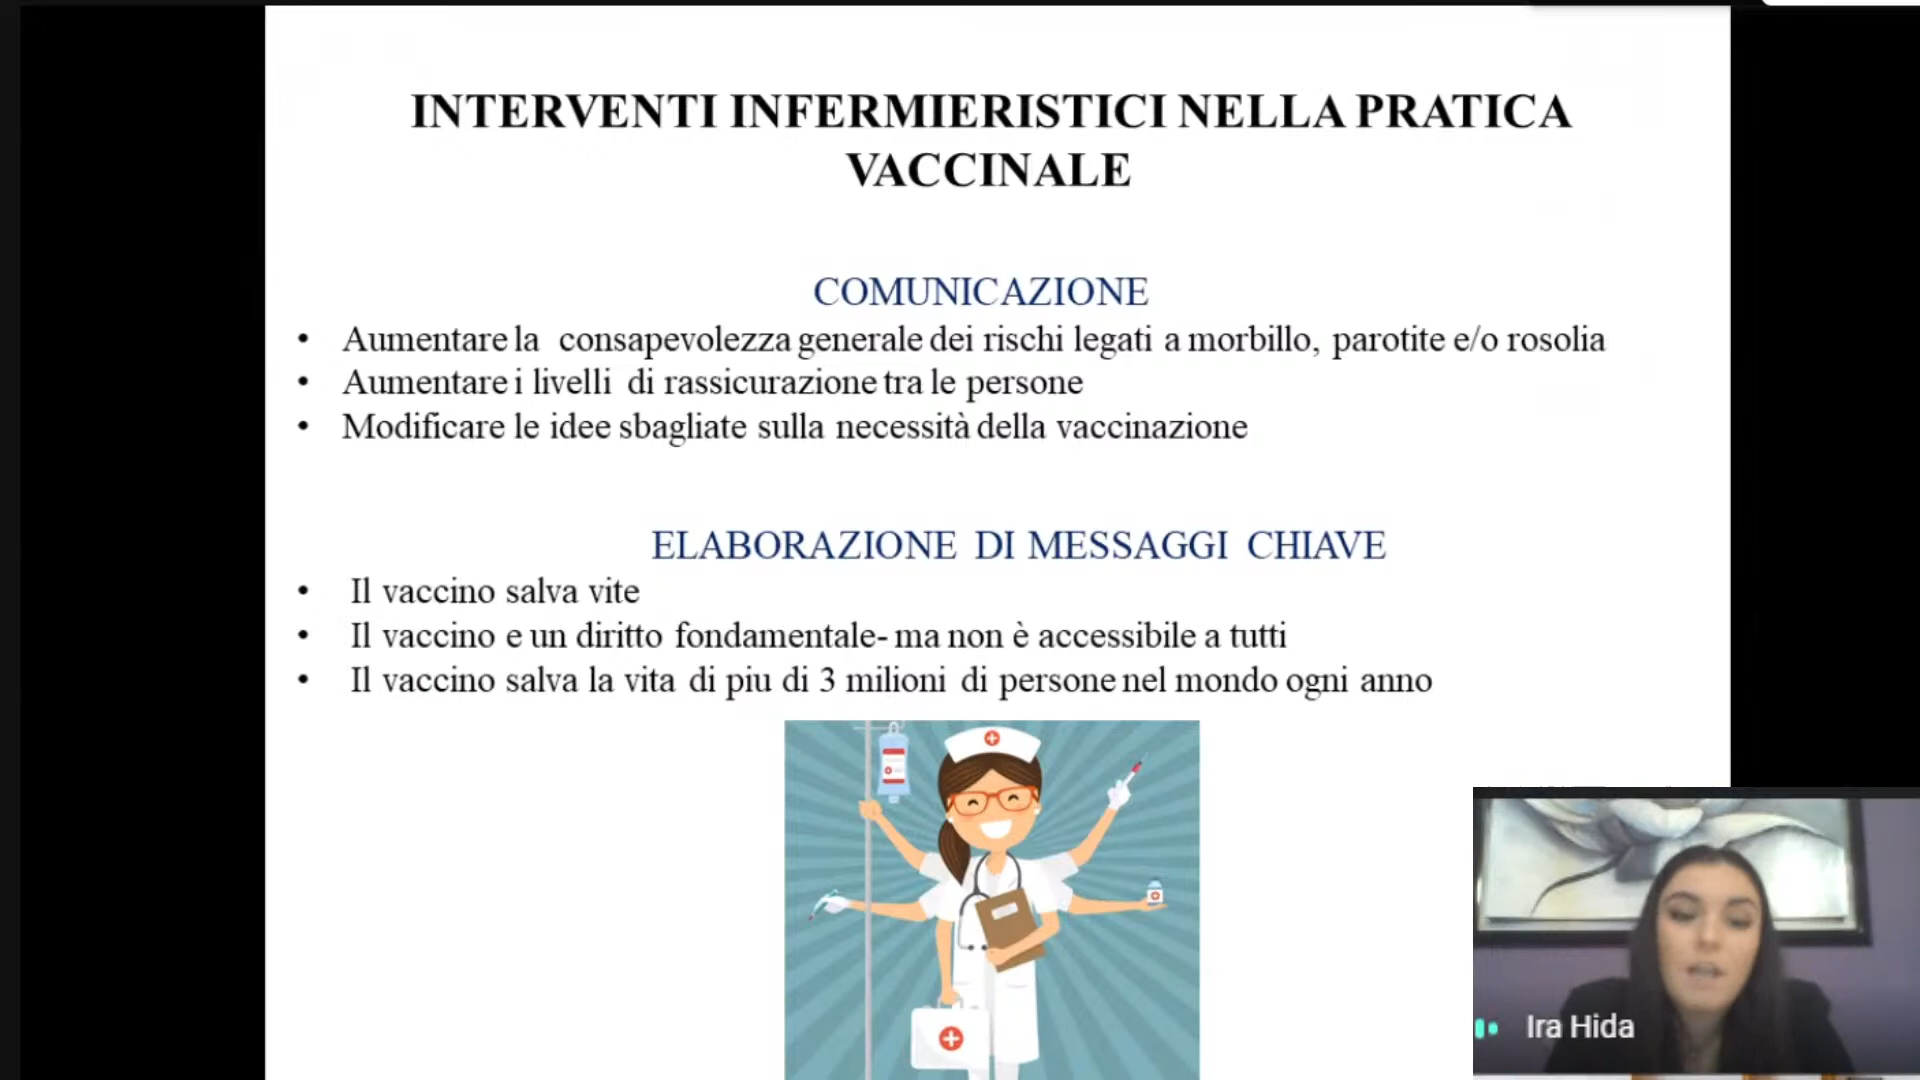 INTERVENTI INFERMIERISTICI NELLA PRATICA
VACCINALE
COMUNICAZIONE
• Aumentare la consapevolezza generale dei rischi legati a morbillo, parotite e/o rosolia
• Aumentare i livelli di rassicurazione tra le persone
• Modificare le idee sbagliate sulla necessità della vaccinazione
ELABORAZIONE DI MESSAGGI CHIAVE
• Il vaccino salva vite
• Il vaccino e un diritto fondamentale- ma non è accessibile a tutti
• Il vaccino salva la vita di piu di 3 milioni di persone nel mondo ogni anno
Ira Hida